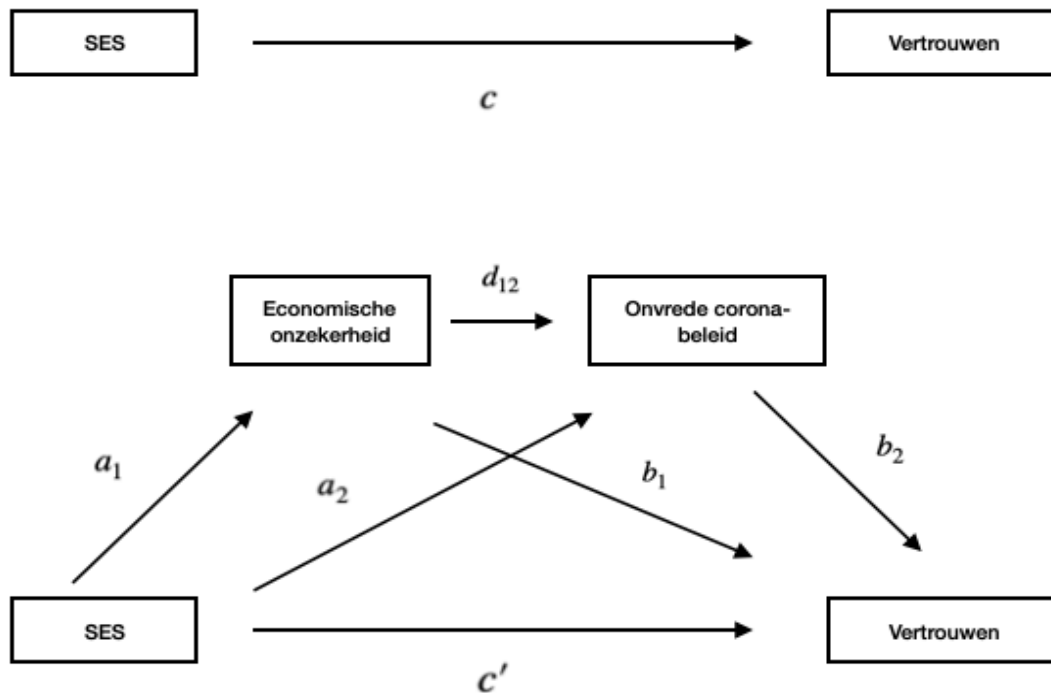 SES
Vertrouwen
c
d₁₂
Economische
onzekerheid
Onvrede corona-
beleid
a₁
a₂
b₁
b₂
SES
Vertrouwen
c′